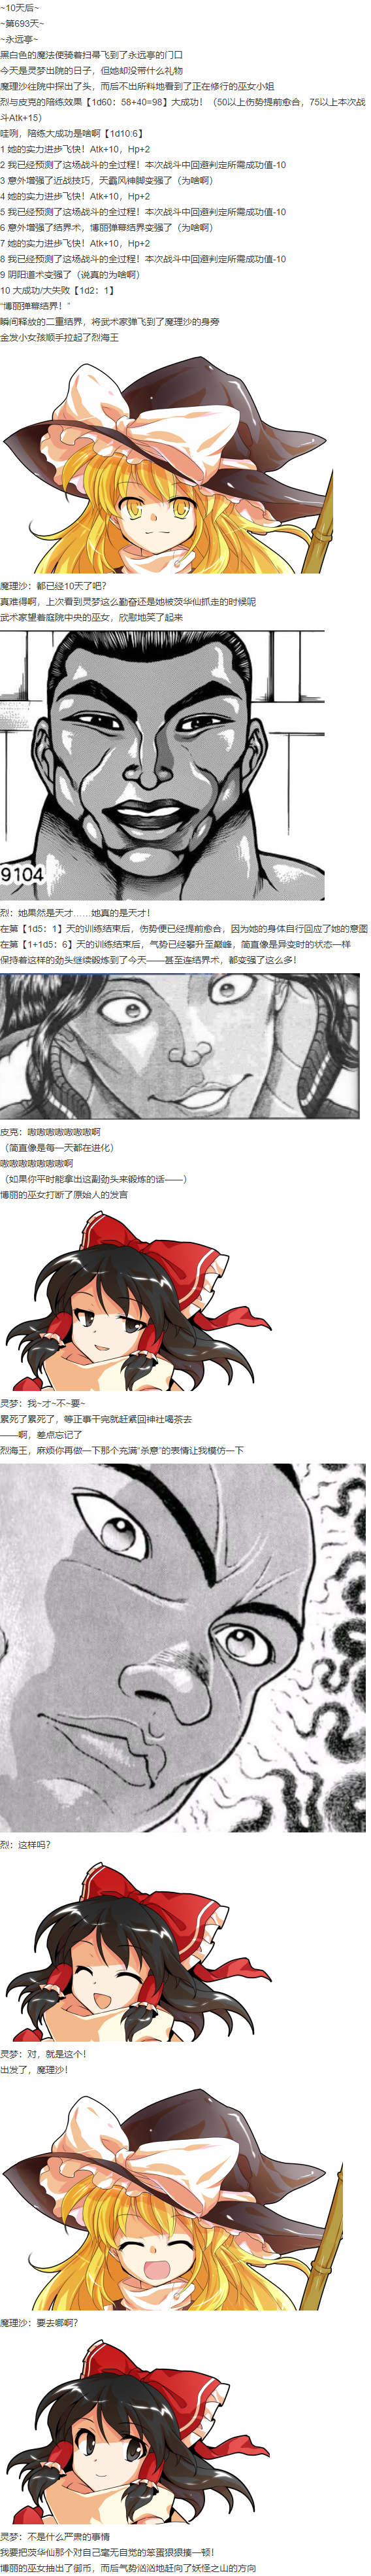 ~10天后~
~第693天~
~永远亭~
黑白色的魔法使骑着扫帚飞到了永远亭的门口
今天是灵梦出院的日子，但她却没带什么礼物
魔理沙往院中探出了头，而后不出所料地看到了正在修行的巫女小姐
烈与皮克的陪练效果【1d60：58+40=98】大成功！（50以上伤势提前愈合，75以上本次战
斗Atk+15）
哇咧，陪练大成功是啥啊【1d10:6】
1 她的实力进步飞快！Atk+10，Hp+2
2 我已经预测了这场战斗的全过程！本次战斗中回避判定所需成功值-10
3 意外增强了近战技巧，天霸风神脚变强了（为啥啊）
4 她的实力进步飞快！Atk+10，Hp+2
5 我已经预测了这场战斗的全过程！本次战斗中回避判定所需成功值-10
6 意外增强了结界术，博丽弹幕结界变强了（为啥啊）
7 她的实力进步飞快！Atk+10，Hp+2
8 我已经预测了这场战斗的全过程！本次战斗中回避判定所需成功值-10
9 阴阳道术变强了（说真的为啥啊）
10 大成功/大失败【1d2：1】
“博丽弹幕结界！”
瞬间释放的二重结界，将武术家弹飞到了魔理沙的身旁
金发小女孩顺手拉起了烈海王
魔理沙：都已经10天了吧？
真难得啊，上次看到灵梦这么勤奋还是她被茨华仙抓走的时候呢
武术家望着庭院中央的巫女，欣慰地笑了起来
9104
烈：她果然是天才……她真的是天才！
在第【1d5：1】天的训练结束后，伤势便已经提前愈合，因为她的身体自行回应了她的意图
在第【1+1d5：6】天的训练结束后，气势已经攀升至巅峰，简直像是异变时的状态一样
保持着这样的劲头继续锻炼到了今天——甚至连结界术，都变强了这么多！
皮克：嗷嗷嗷嗷嗷嗷嗷啊
（简直像是每一天都在进化）
嗷嗷嗷嗷嗷嗷嗷啊
（如果你平时能拿出这副劲头来锻炼的话——）
博丽的巫女打断了原始人的发言
灵梦：我~才~不~要~
累死了累死了，等正事干完就赶紧回神社喝茶去
——啊，差点忘记了
烈海王，麻烦你再做一下那个充满“杀意”的表情让我模仿一下
烈：这样吗？
灵梦：对，就是这个！
出发了，魔理沙！
魔理沙：要去哪啊？
灵梦：不是什么严肃的事情
我要把茨华仙那个对自己毫无自觉的笨蛋狠狠揍一顿！
博丽的巫女抽出了御币，而后气势汹汹地赶向了妖怪之山的方向